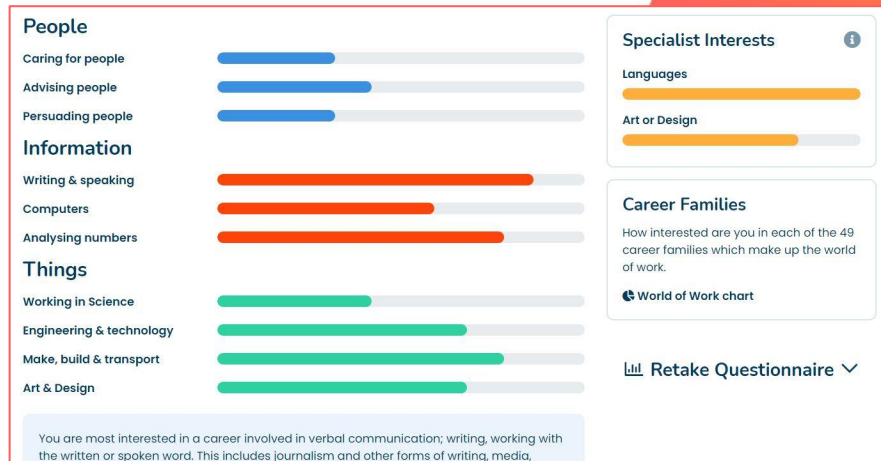 People
Caring for people
Advising people
Persuading people
Information
Writing & speaking
Computers
Analysing numbers
Things
Working in Science
Engineering & technology
Make, build & transport
Art & Design
You are most interested in a career involved in verbal communication; writing, working with
the written or spoken word. This includes journalism and other forms of writing, media,
Specialist Interests
Languages
Art or Design
Career Families
How interested are you in each of the 49
career families which make up the world
of work.
World of Work chart
Retake Questionnaire